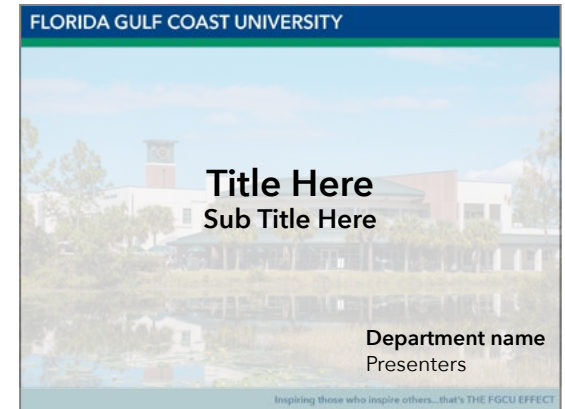 FLORIDA GULF COAST UNIVERSITY
Title Here
Sub Title Here
Department name
Presenters
Inspiring those who inspire others...that's THE FGCU EFFECT